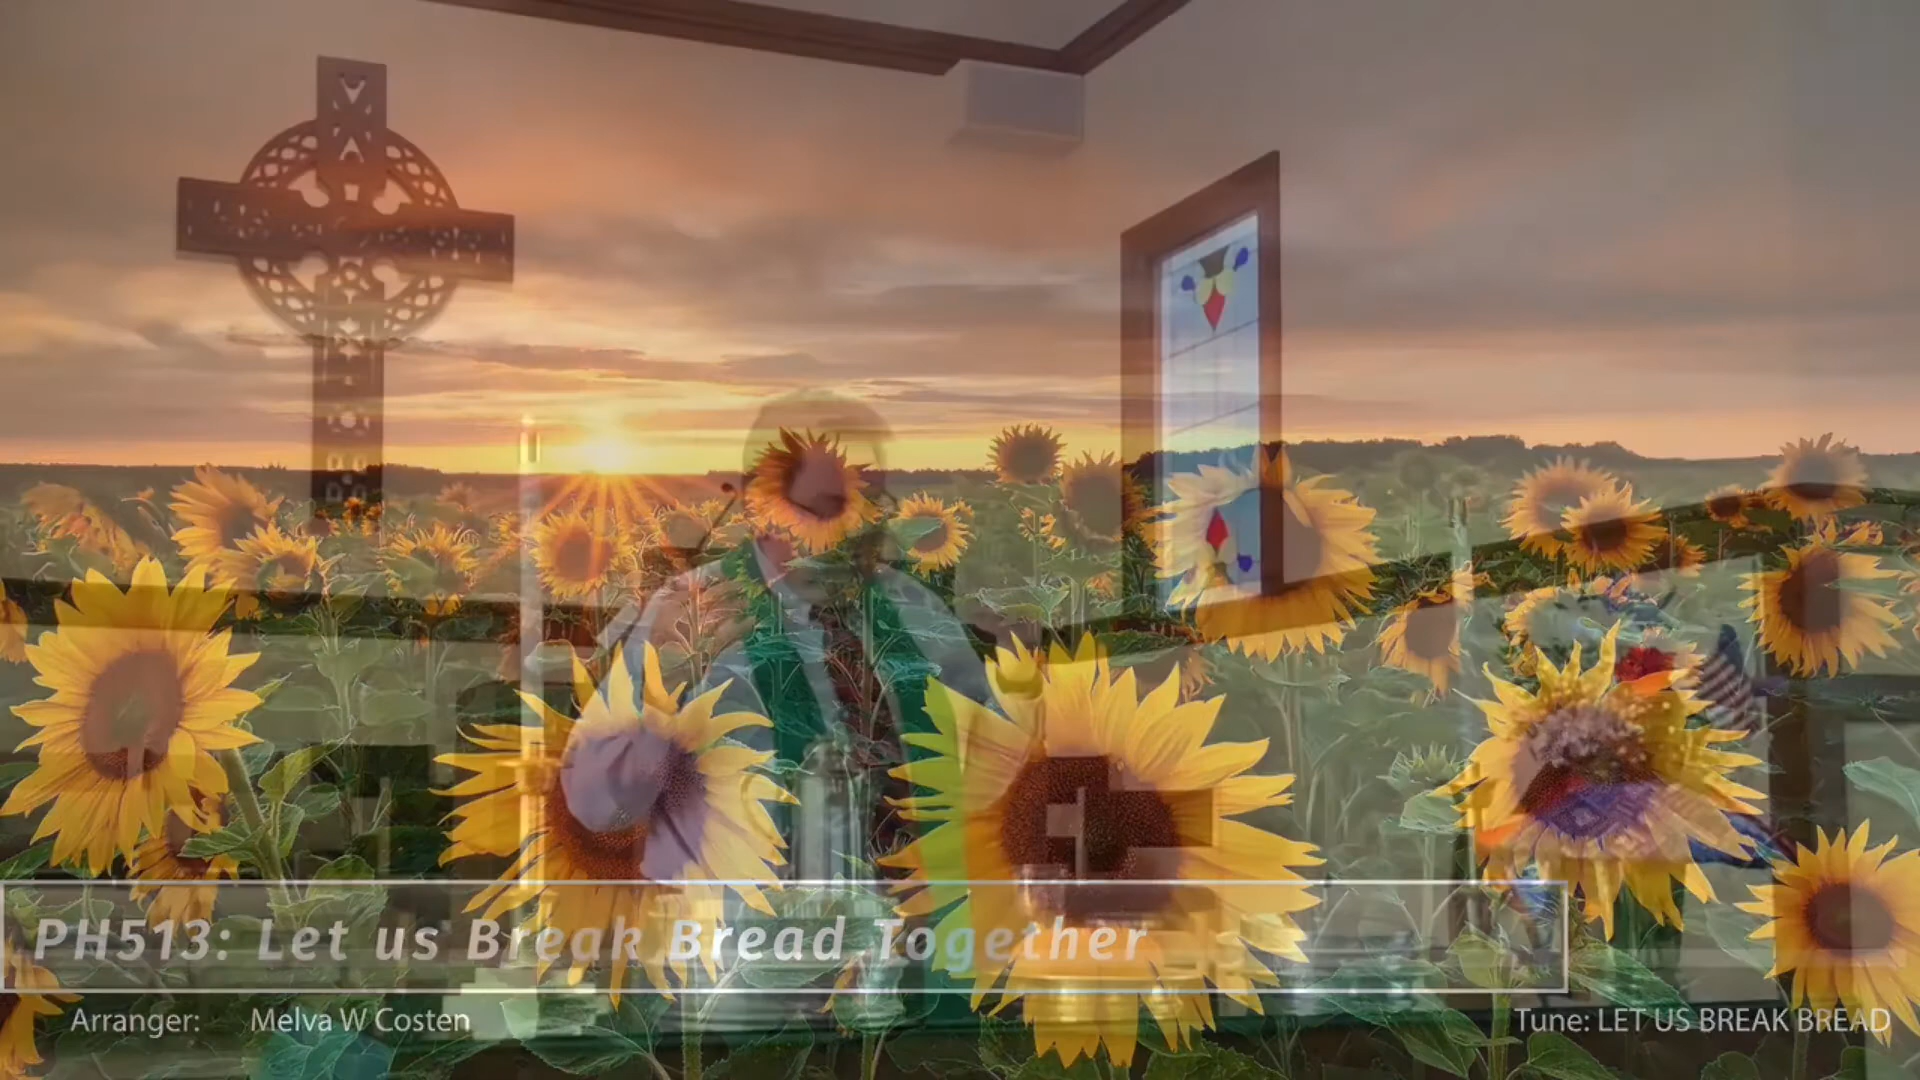 PH513: Let us Break Bread Together
Arranger: Melva W Costen
Tune: LET US BREAK BREAD